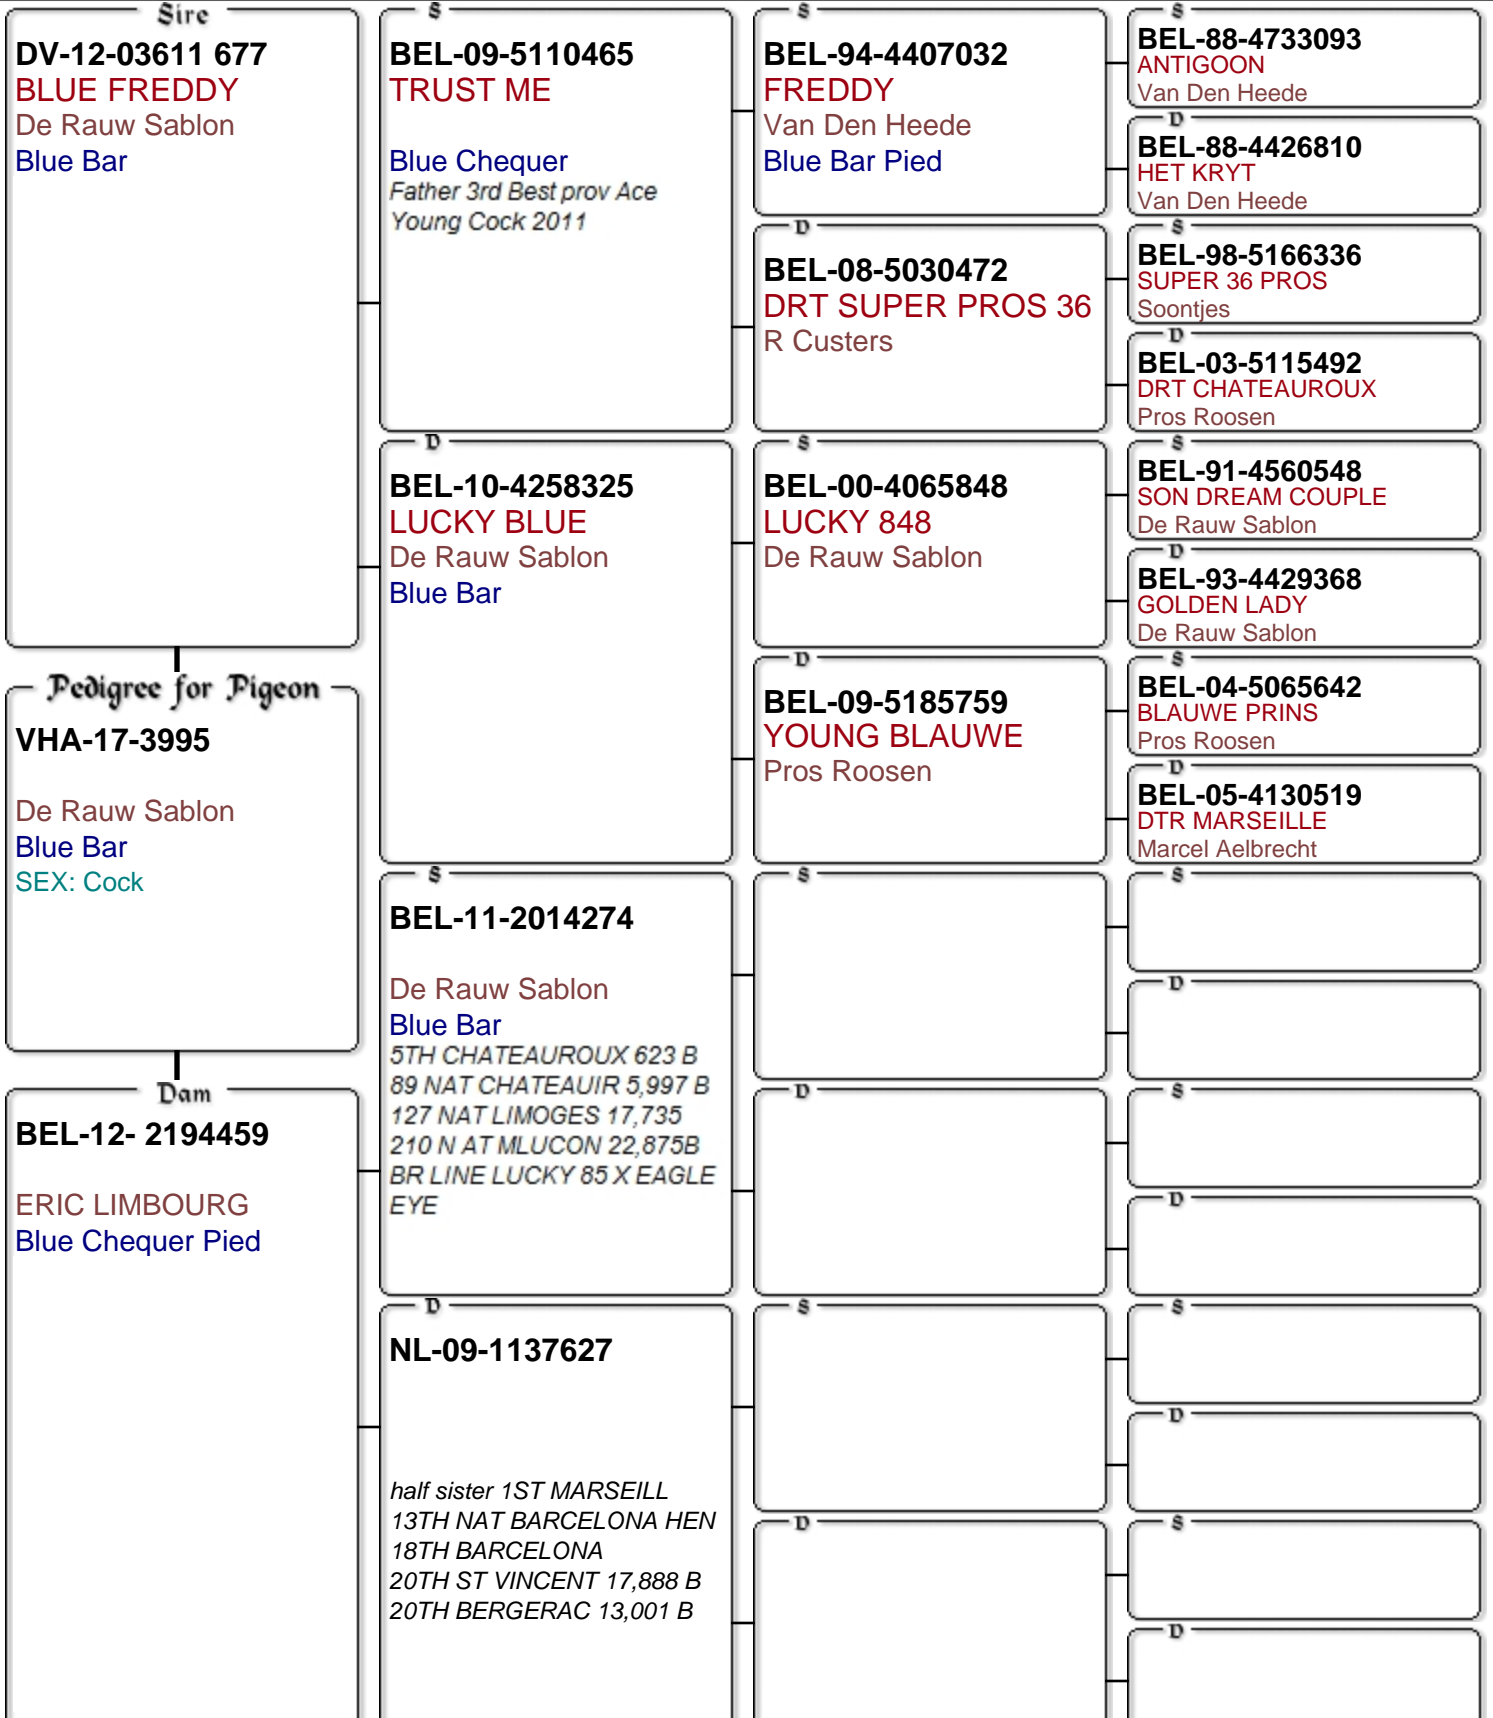 Sire
DV-12-03611 677
BLUE FREDDY
De Rauw Sablon
Blue Bar
Pedigree for Pigeon
VHA-17-3995
De Rauw Sablon
Blue Bar
SEX: Cock
Dam
BEL-12- 2194459
ERIC LIMBOURG
Blue Chequer Pied
S
BEL-09-5110465
TRUST ME
Blue Chequer
Father 3rd Best prov Ace
Young Cock 2011
D
BEL-10-4258325
LUCKY BLUE
De Rauw Sablon
Blue Bar
S
BEL-11-2014274
De Rauw Sablon
Blue Bar
5TH CHATEAUROUX 623 B
89 NAT CHATEAUIR 5,997 B
127 NAT LIMOGES 17,735
210 N AT MLUCON 22,875B
BR LINE LUCKY 85 X EAGLE
EYE
D
NL-09-1137627
half sister 1ST MARSEILL
13TH NAT BARCELONA HEN
18TH BARCELONA
20TH ST VINCENT 17,888 B
20TH BERGERAC 13,001 B
S
BEL-94-4407032
FREDDY
Van Den Heede
Blue Bar Pied
D
BEL-08-5030472
DRT SUPER PROS 36
R Custers
S
BEL-00-4065848
LUCKY 848
De Rauw Sablon
D
BEL-09-5185759
YOUNG BLAUWE
Pros Roosen
S
D
S
D
S
BEL-88-4733093
ANTIGOON
Van Den Heede
D
BEL-88-4426810
HET KRYT
Van Den Heede
S
BEL-98-5166336
SUPER 36 PROS
Soontjes
D
BEL-03-5115492
DRT CHATEAUROUX
Pros Roosen
S
BEL-91-4560548
SON DREAM COUPLE
De Rauw Sablon
D
BEL-93-4429368
GOLDEN LADY
De Rauw Sablon
S
BEL-04-5065642
BLAUWE PRINS
Pros Roosen
D
BEL-05-4130519
DTR MARSEILLE
Marcel Aelbrecht
S
D
S
D
S
D
S
D